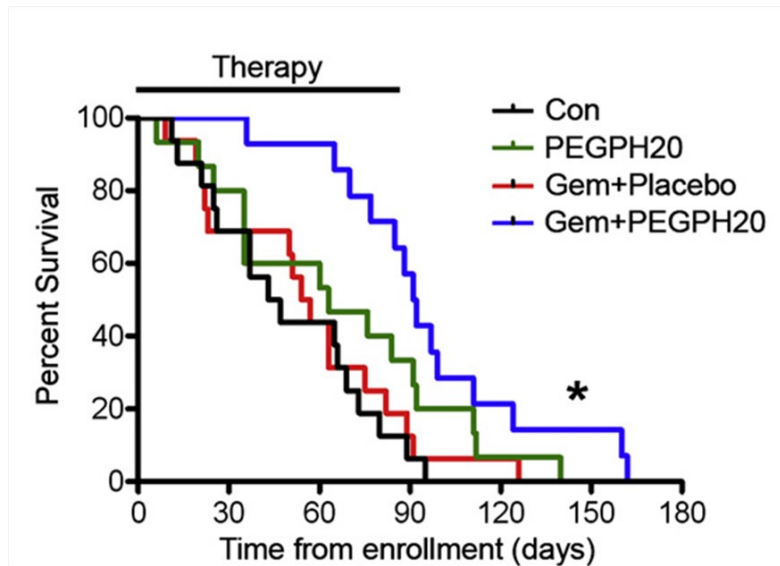 Therapy
Con
PEGPH20
Gem+Placebo
Gem+PEGPH20
Percent Survival
100
80
60
40
20
0
*
0 30 60 90 120 150 180
Time from enrollment (days)